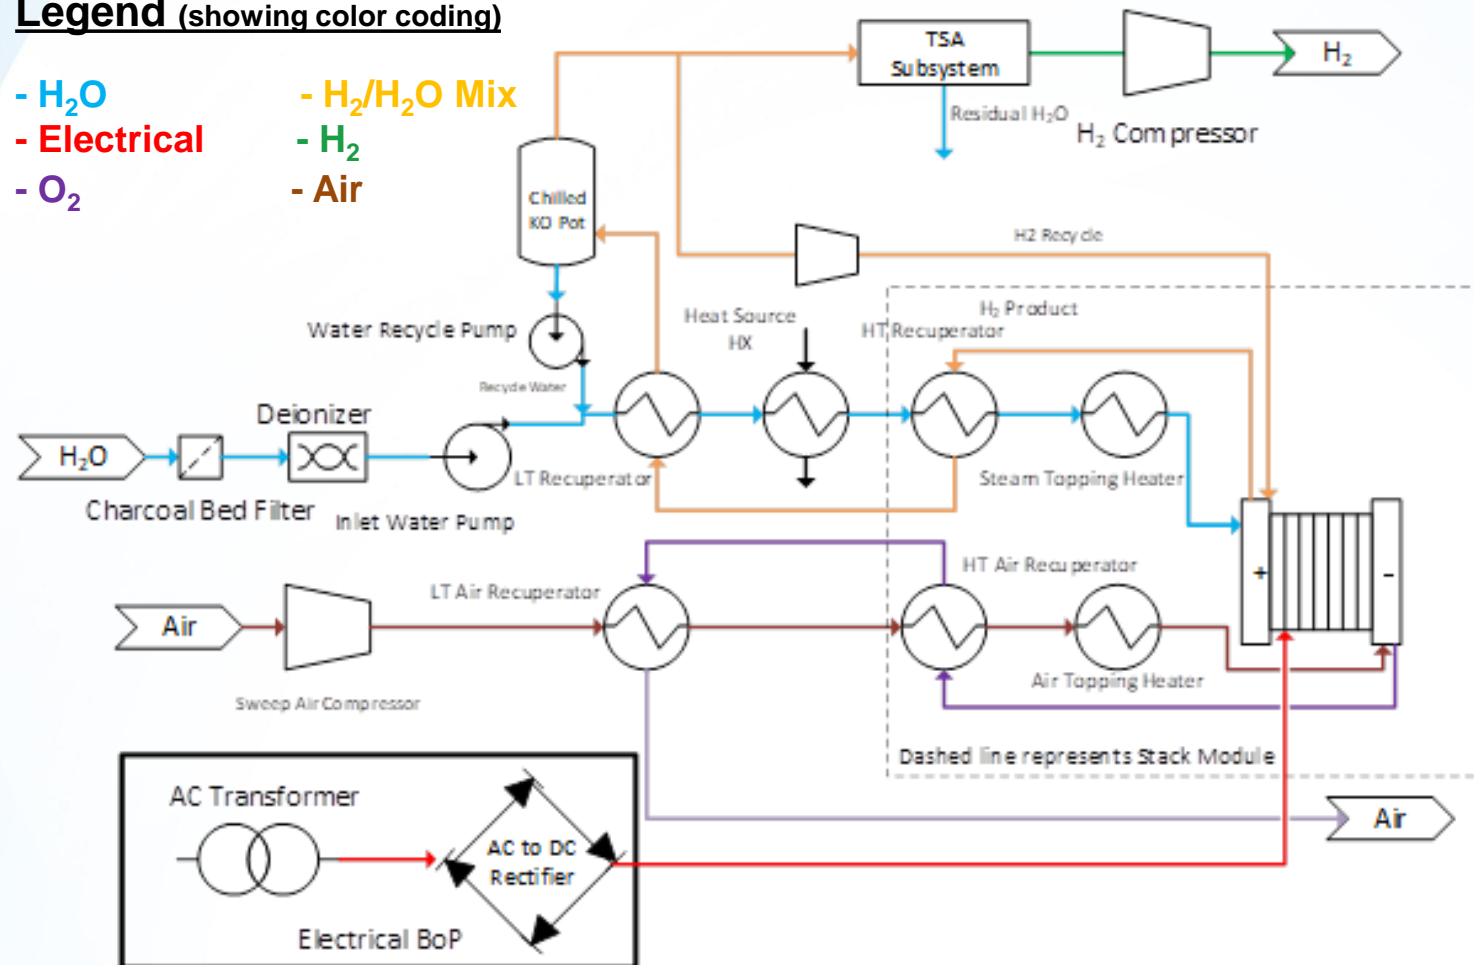 Legend (showing color coding)
- H₂O
- H₂/H₂O Mix
- Electrical
- H₂
- O₂
- Air
TSA
Subsystem
H₂
Residual H₂O
H₂ Compressor
Chilled
KO Pot
H2 Recycle
H₂ Product
Water Recycle Pump
Heat Source
HX
HT Recuperator
Recycle Water
Deionizer
H₂O
LT Recuperator
Steam Topping Heater
Charcoal Bed Filter
Inlet Water Pump
+
-
HT Air Recuperator
LT Air Recuperator
Air
Air Topping Heater
Sweep Air Compressor
Dashed line represents Stack Module
AC Transformer
Air
AC to DC
Rectifier
Electrical BoP